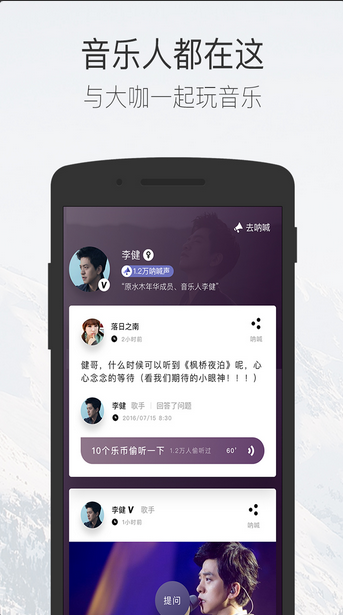 音乐人都在这
与大咖一起玩音乐
去呐喊
李健
1.2万呐喊声
V
“原水木年华成员、音乐人李健”
落日之南
2小时前
呐喊
健哥，什么时候可以听到《枫桥夜泊》呢，心
心念念的等待（看我们期待的小眼神！！！）
李健 歌手 | 回答了问题
2016/07/15 8:30
10个乐币偷听一下 1.2万人偷听过 60'
李健 V 歌手
1小时前
呐喊
提问